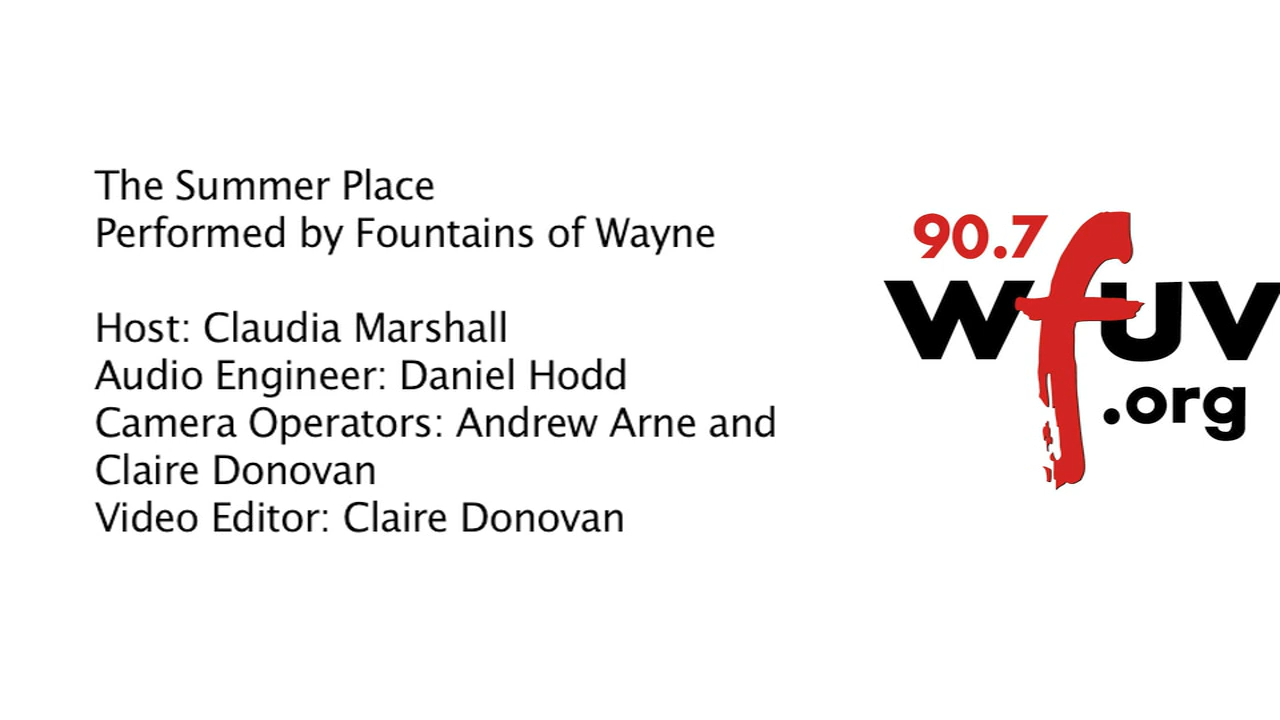 The Summer Place
Performed by Fountains of Wayne
Host: Claudia Marshall
Audio Engineer: Daniel Hodd
Camera Operators: Andrew Arne and
Claire Donovan
Video Editor: Claire Donovan
90.7
wfuv
.org